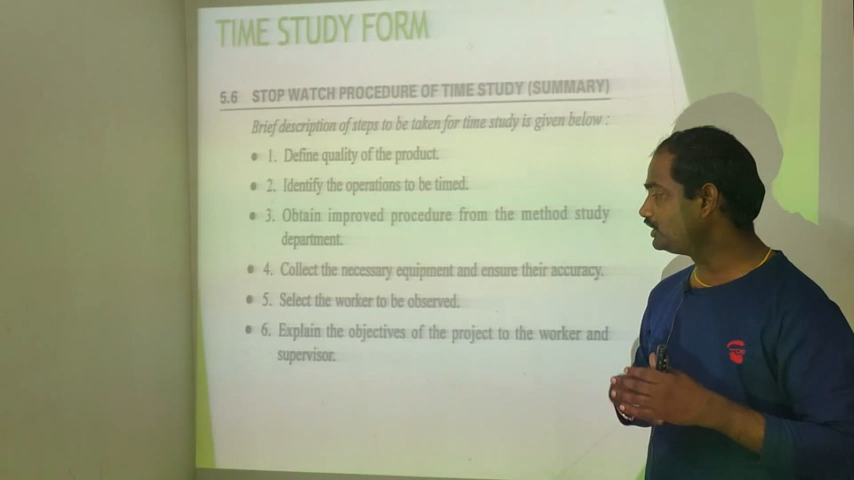 TIME STUDY FORM
5.6 STOP WATCH PROCEDURE OF TIME STUDY (SUMMARY)
Brief description of steps to be taken for time study is given below :
• 1. Define quality of the product.
• 2. Identify the operations to be timed.
• 3. Obtain improved procedure from the method study
department.
• 4. Collect the necessary equipment and ensure their accuracy.
• 5. Select the worker to be observed.
• 6. Explain the objectives of the project to the worker and
supervisor.